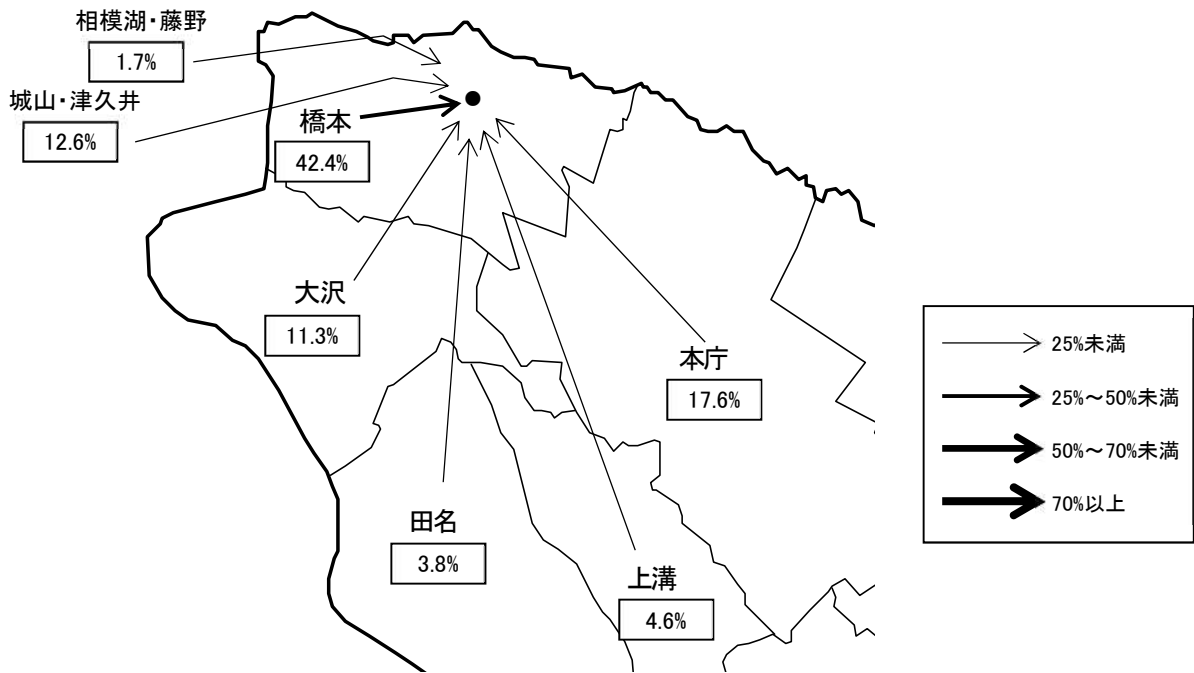 相模湖・藤野
1.7%
城山・津久井
12.6%
橋本
42.4%
大沢
11.3%
本庁
17.6%
田名
3.8%
上溝
4.6%
25%未満
25%～50%未満
50%～70%未満
70%以上